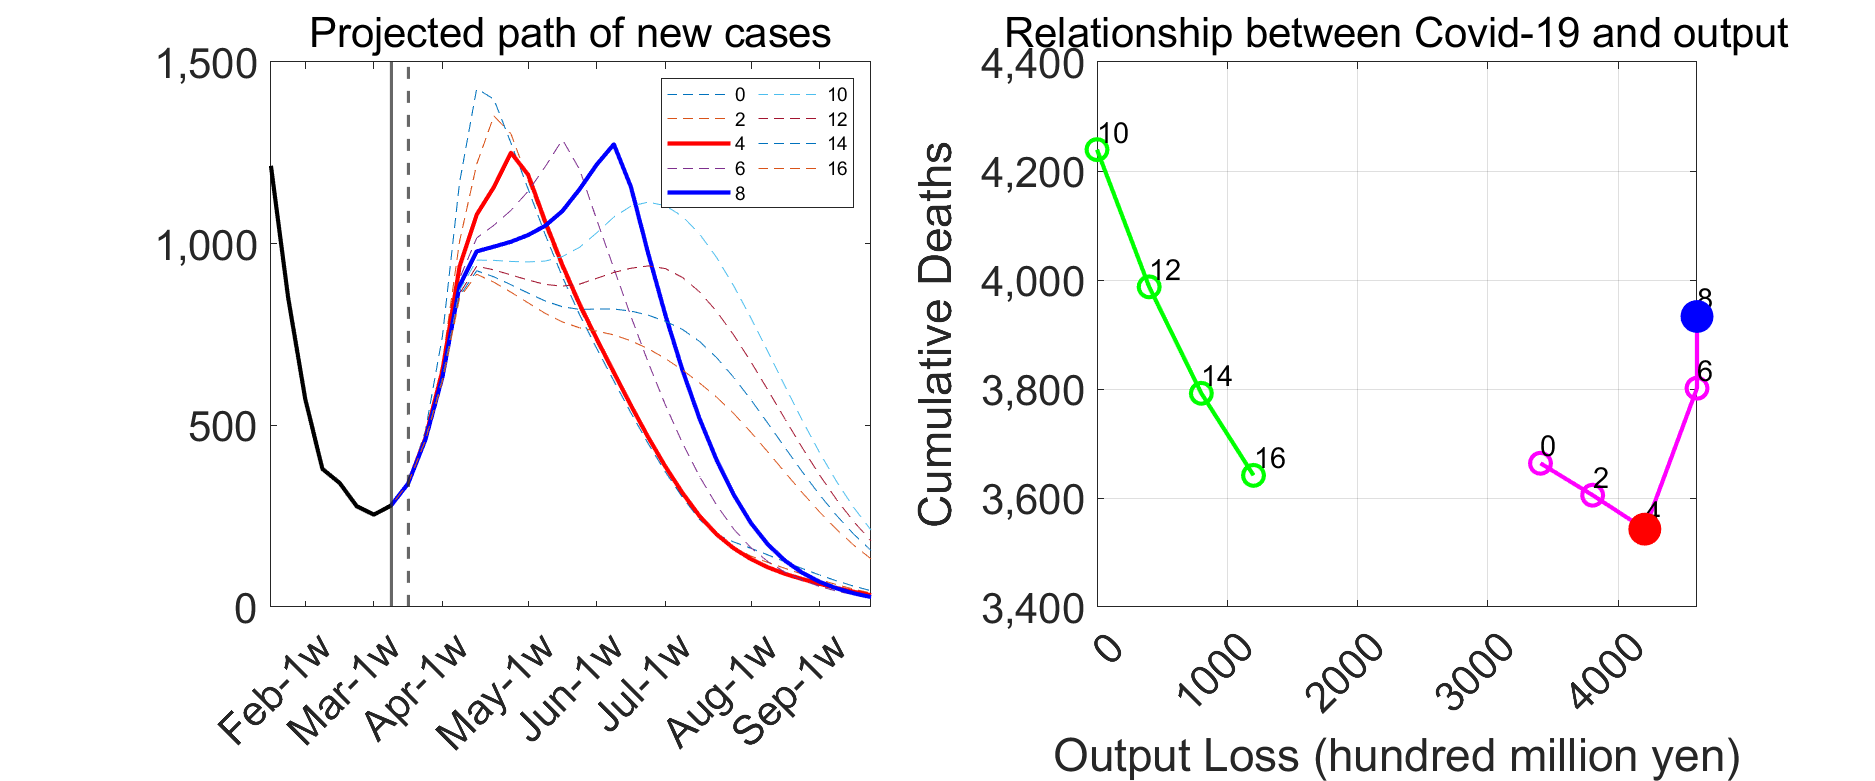 Projected path of new cases
1,500
1,000
500
0
0 10
2 12
4 14
6 16
8
Feb-1w
Mar-1w
Apr-1w
May-1w
Jun-1w
Jul-1w
Aug-1w
Sep-1w
Relationship between Covid-19 and output
Cumulative Deaths
4,400
4,200
4,000
3,800
3,600
3,400
10
12
14
16
0
2
4
6
8
0
1000
2000
3000
4000
Output Loss (hundred million yen)